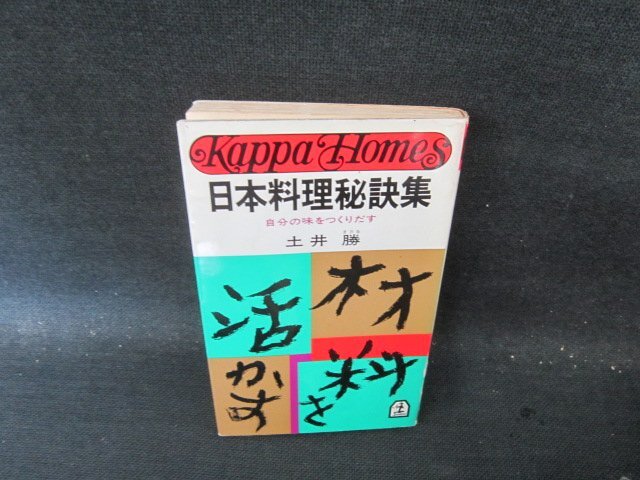 Kappa Homes
日本料理秘訣集
自分の味をつくりだす
土井 勝
材料を
活かす